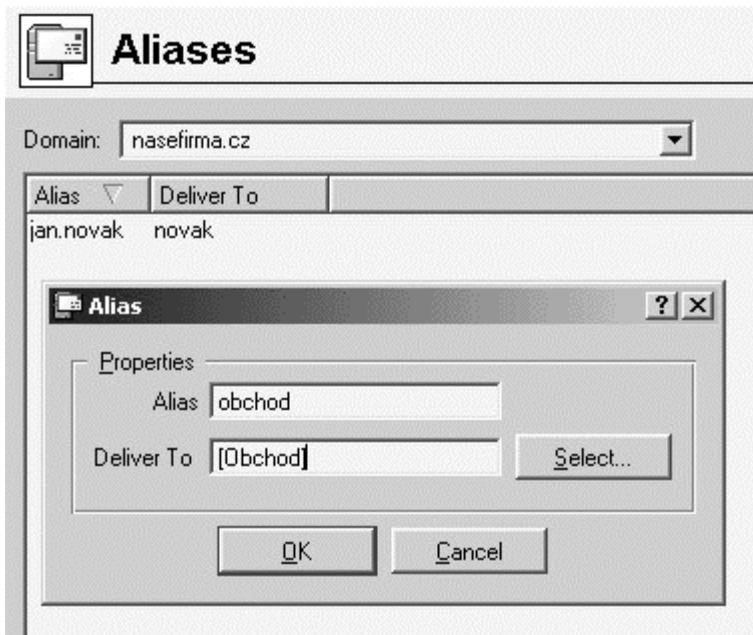 Aliases
Domain: nasefirma.cz
Alias Deliver To
jan.novak novak
Alias
Properties
Alias obchod
Deliver To [Obchod] Select...
OK Cancel